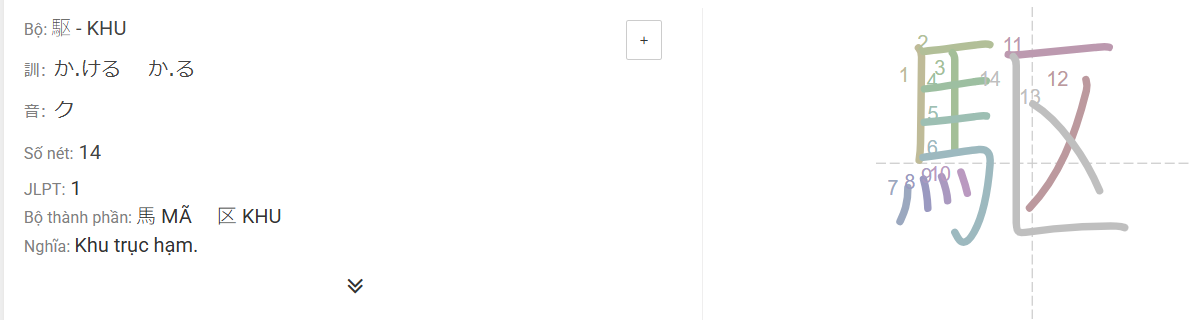 Bộ: 駆 - KHU
+
訓: か.ける か.る
音: ク
Số nét: 14
JLPT: 1
Bộ thành phần: 馬 MÃ 区 KHU
Nghĩa: Khu trục hạm.
駆
1
2
3
4
5
6
7
8
9
10
11
12
13
14